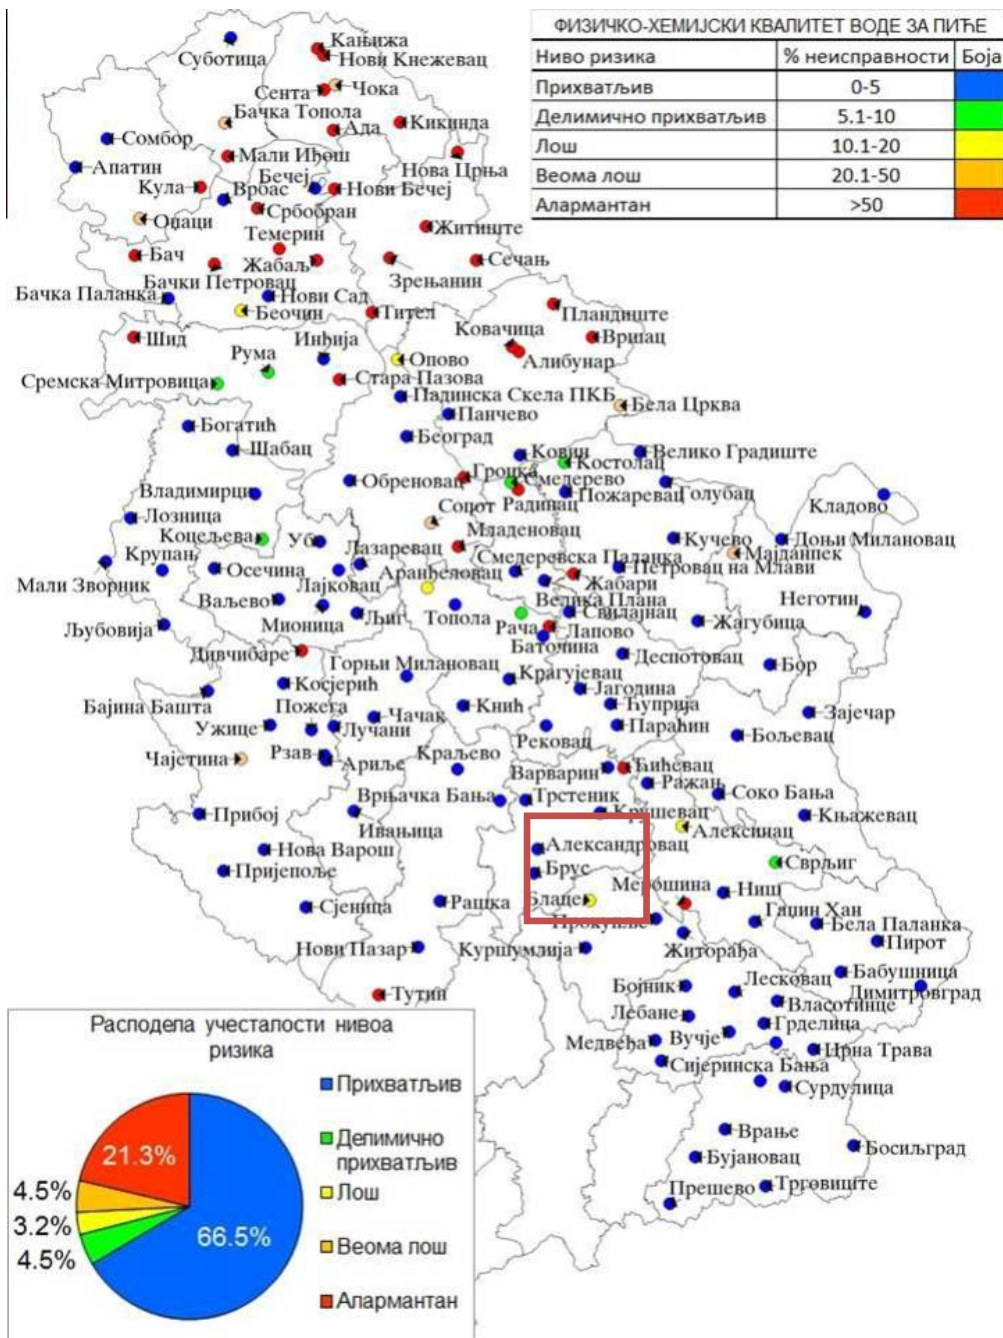 ФИЗИЧКО-ХЕМИЈСКИ КВАЛИТЕТ ВОДЕ ЗА ПИЋЕ
Ниво ризика % неисправности Боја
Прихватљив 0-5
Делимично прихватљив 5.1-10
Лош 10.1-20
Веома лош 20.1-50
Алармантан >50
Суботица
Кањижа
Нови Кнежевац
Сента
Чока
Бачка Топола
Ада
Кикинда
Сомбор
Мали Иђош
Нова Црња
Апатин
Бечеј
Кула
Врбас
Нови Бечеј
Србобран
Оџаци
Житиште
Темерин
Бач
Жабаљ
Сечањ
Зрењанин
Бачки Петровац
Бачка Паланка
Нови Сад
Беочин
Тител
Пландиште
Ковачица
Вршац
Шид
Инђија
Алибунар
Рума
Опово
Сремска Митровица
Стара Пазова
Падинска Скела ПКБ
Бела Црква
Панчево
Богатић
Београд
Шабац
Ковин
Велико Градиште
Костолац
Гроцка
Обреновац
Смедерево
Голубац
Владимирци
Радинац
Пожаревац
Кладово
Сопот
Лозница
Младеновац
Коцељева
Уб
Кучево
Доњи Милановац
Лазаревац
Мајданпек
Крупањ
Смедеревска Паланка
Петровац на Млави
Осечина
Лајковац
Аранђеловац
Мали Зворник
Жабари
Ваљево
Велика Плана
Неготин
Мионица
Љиг
Топола
Свилајнац
Жагубица
Љубовија
Рача
Лапово
Баточина
Дивчибаре
Горњи Милановац
Деспотовац
Бор
Крагујевац
Косјерић
Јагодина
Бајина Башта
Пожега
Кнић
Ћуприја
Чачак
Зајечар
Ужице
Лучани
Параћин
Рековац
Бољевац
Чајетина
Рзав
Краљево
Ариље
Варварин
Ћићевац
Ражањ
Врњачка Бања
Трстеник
Соко Бања
Прибој
Ивањица
Крушевац
Књажевац
Алексинац
Нова Варош
Александровац
Сврљиг
Пријепоље
Брус
Мерошина
Блаце
Ниш
Сјеница
Рашка
Прокупље
Гаџин Хан
Бела Паланка
Нови Пазар
Куршумлија
Житорађа
Пирот
Бојник
Лесковац
Бабушница
Димитровград
Тутин
Власотинце
Лебане
Грделица
Медвеђа
Вучје
Црна Трава
Сијеринска Бања
Сурдулица
Врање
Босиљград
Бујановац
Прешево
Трговиште
Расподела учесталости нивоа
ризика
Прихватљив
Делимично
прихватљив
Лош
Веома лош
Алармантан
21.3%
4.5%
3.2%
4.5%
66.5%